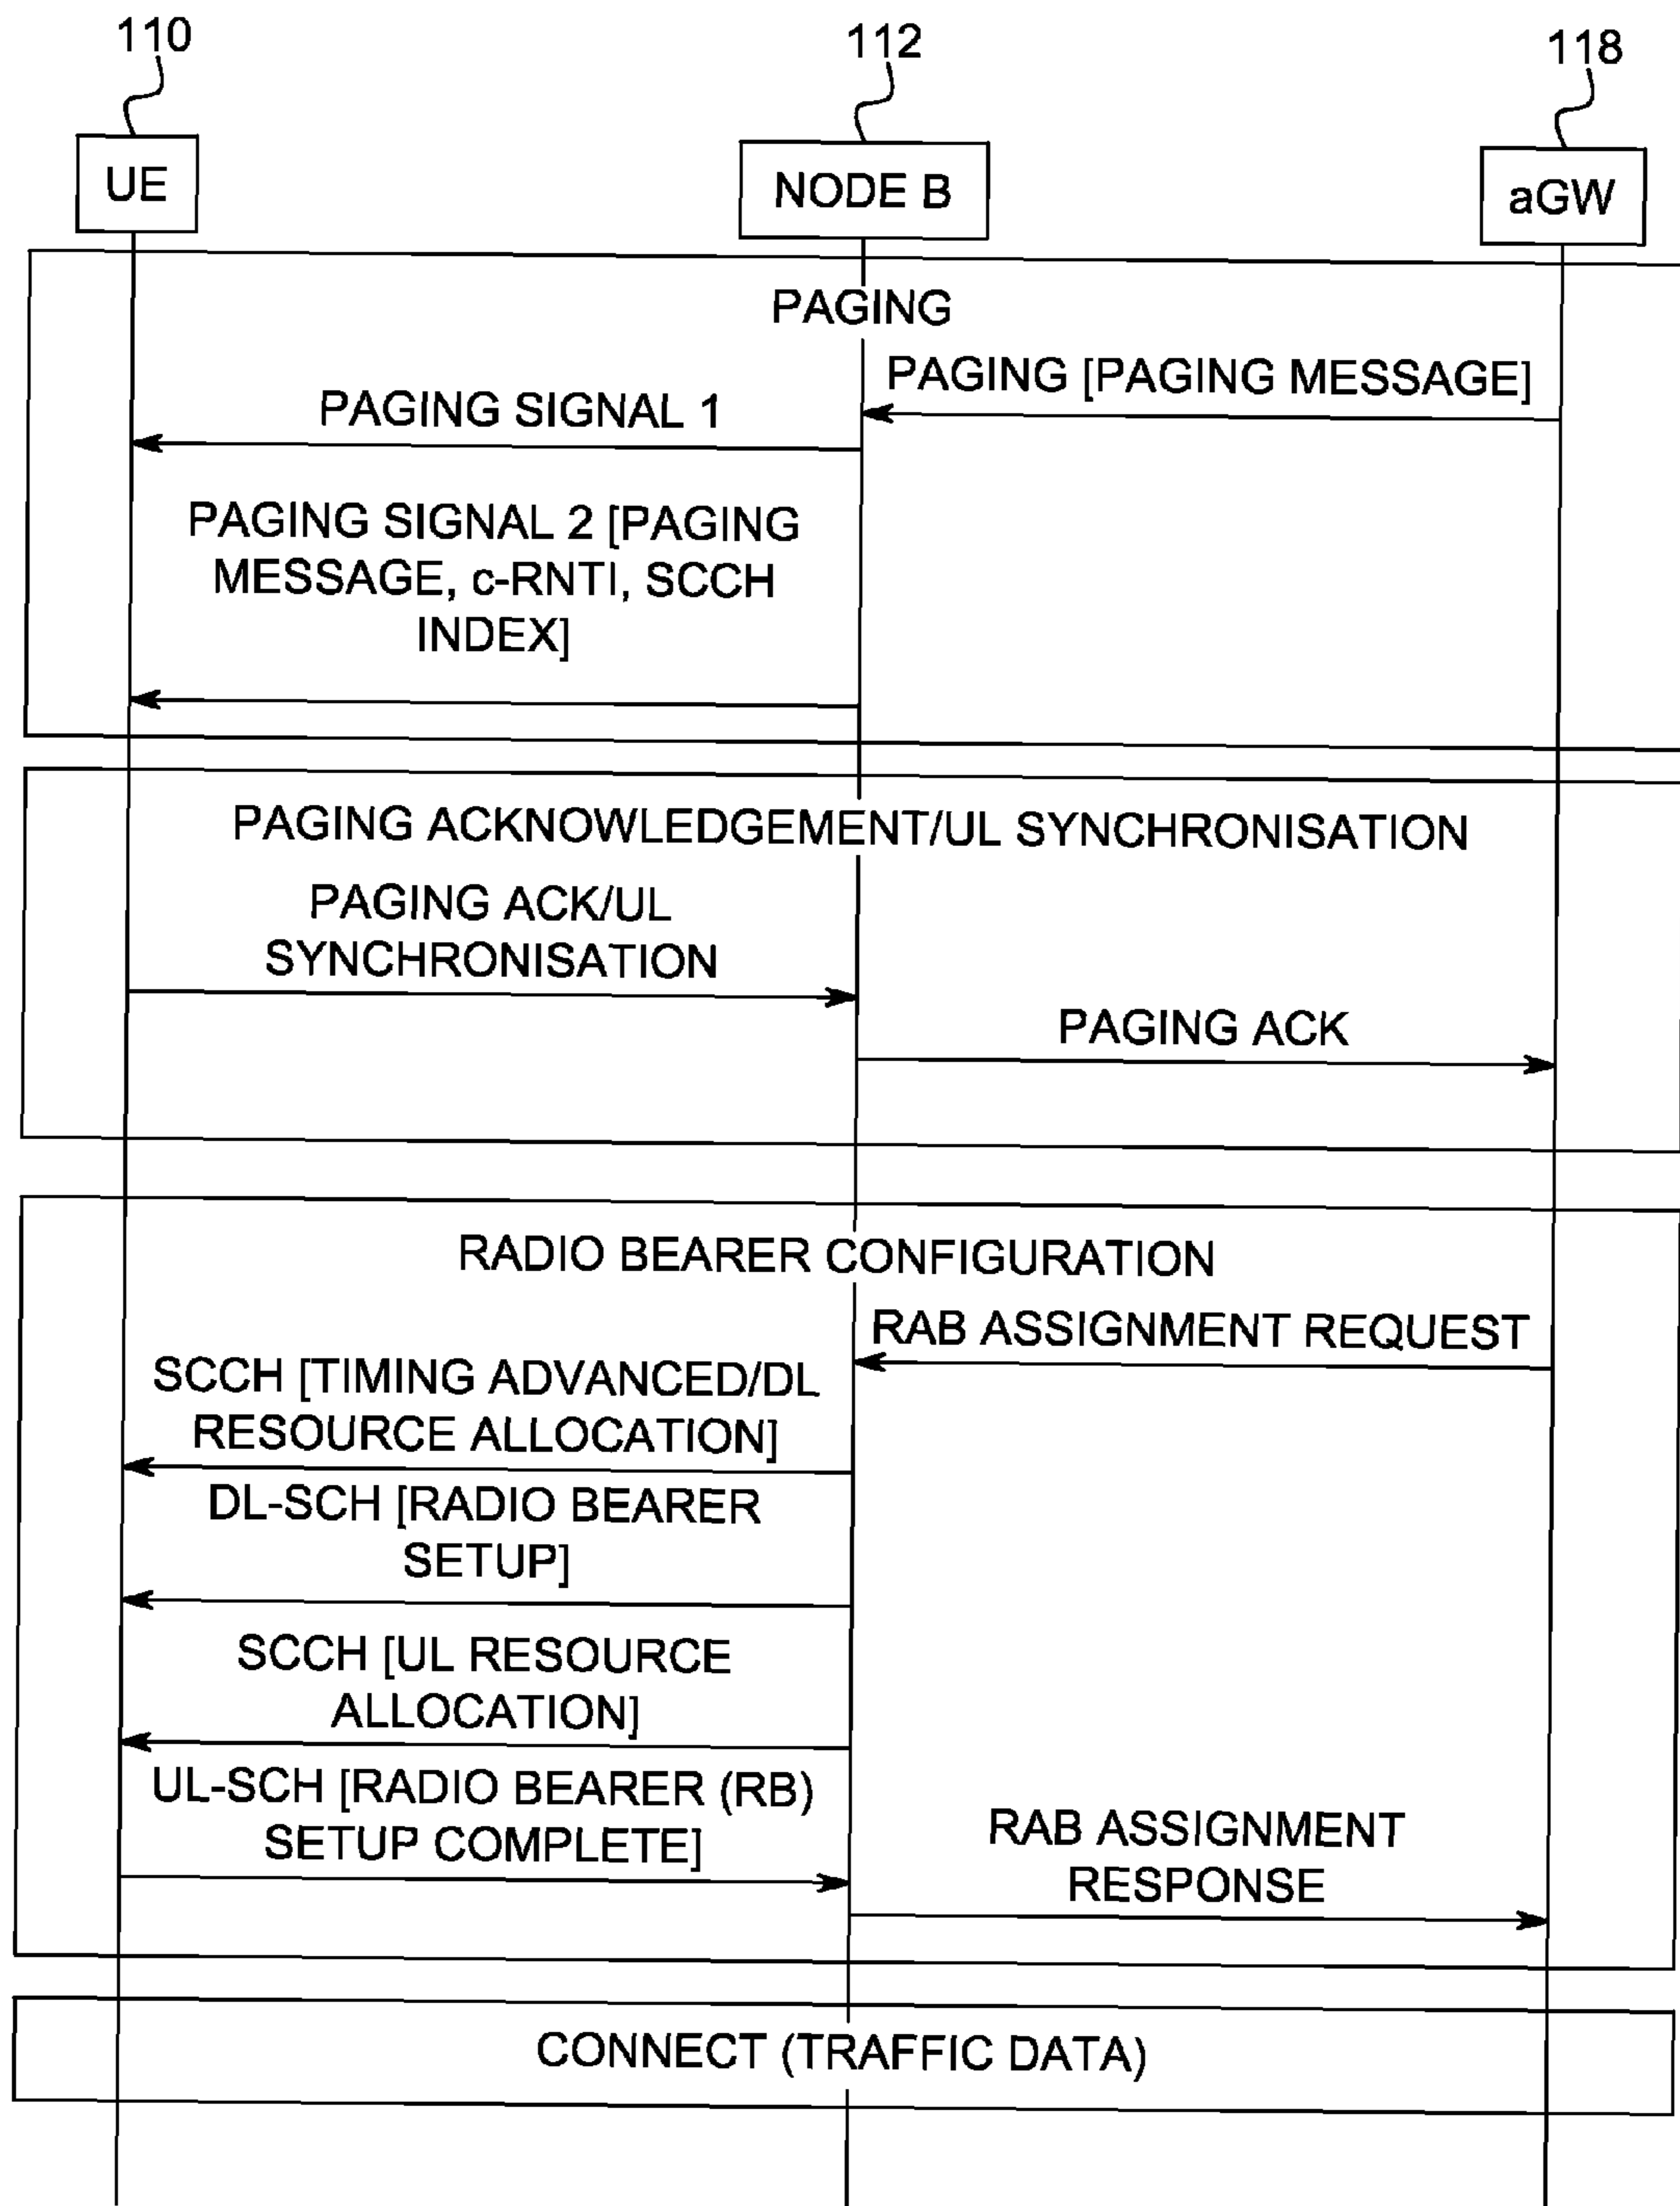 110
112
118
UE
NODE B
aGW
PAGING
PAGING [PAGING MESSAGE]
PAGING SIGNAL 1
PAGING SIGNAL 2 [PAGING
MESSAGE, c-RNTI, SCCH
INDEX]
PAGING ACKNOWLEDGEMENT/UL SYNCHRONISATION
PAGING ACK/UL
SYNCHRONISATION
PAGING ACK
RADIO BEARER CONFIGURATION
RAB ASSIGNMENT REQUEST
SCCH [TIMING ADVANCED/DL
RESOURCE ALLOCATION]
DL-SCH [RADIO BEARER
SETUP]
SCCH [UL RESOURCE
ALLOCATION]
UL-SCH [RADIO BEARER (RB)
SETUP COMPLETE]
RAB ASSIGNMENT
RESPONSE
CONNECT (TRAFFIC DATA)